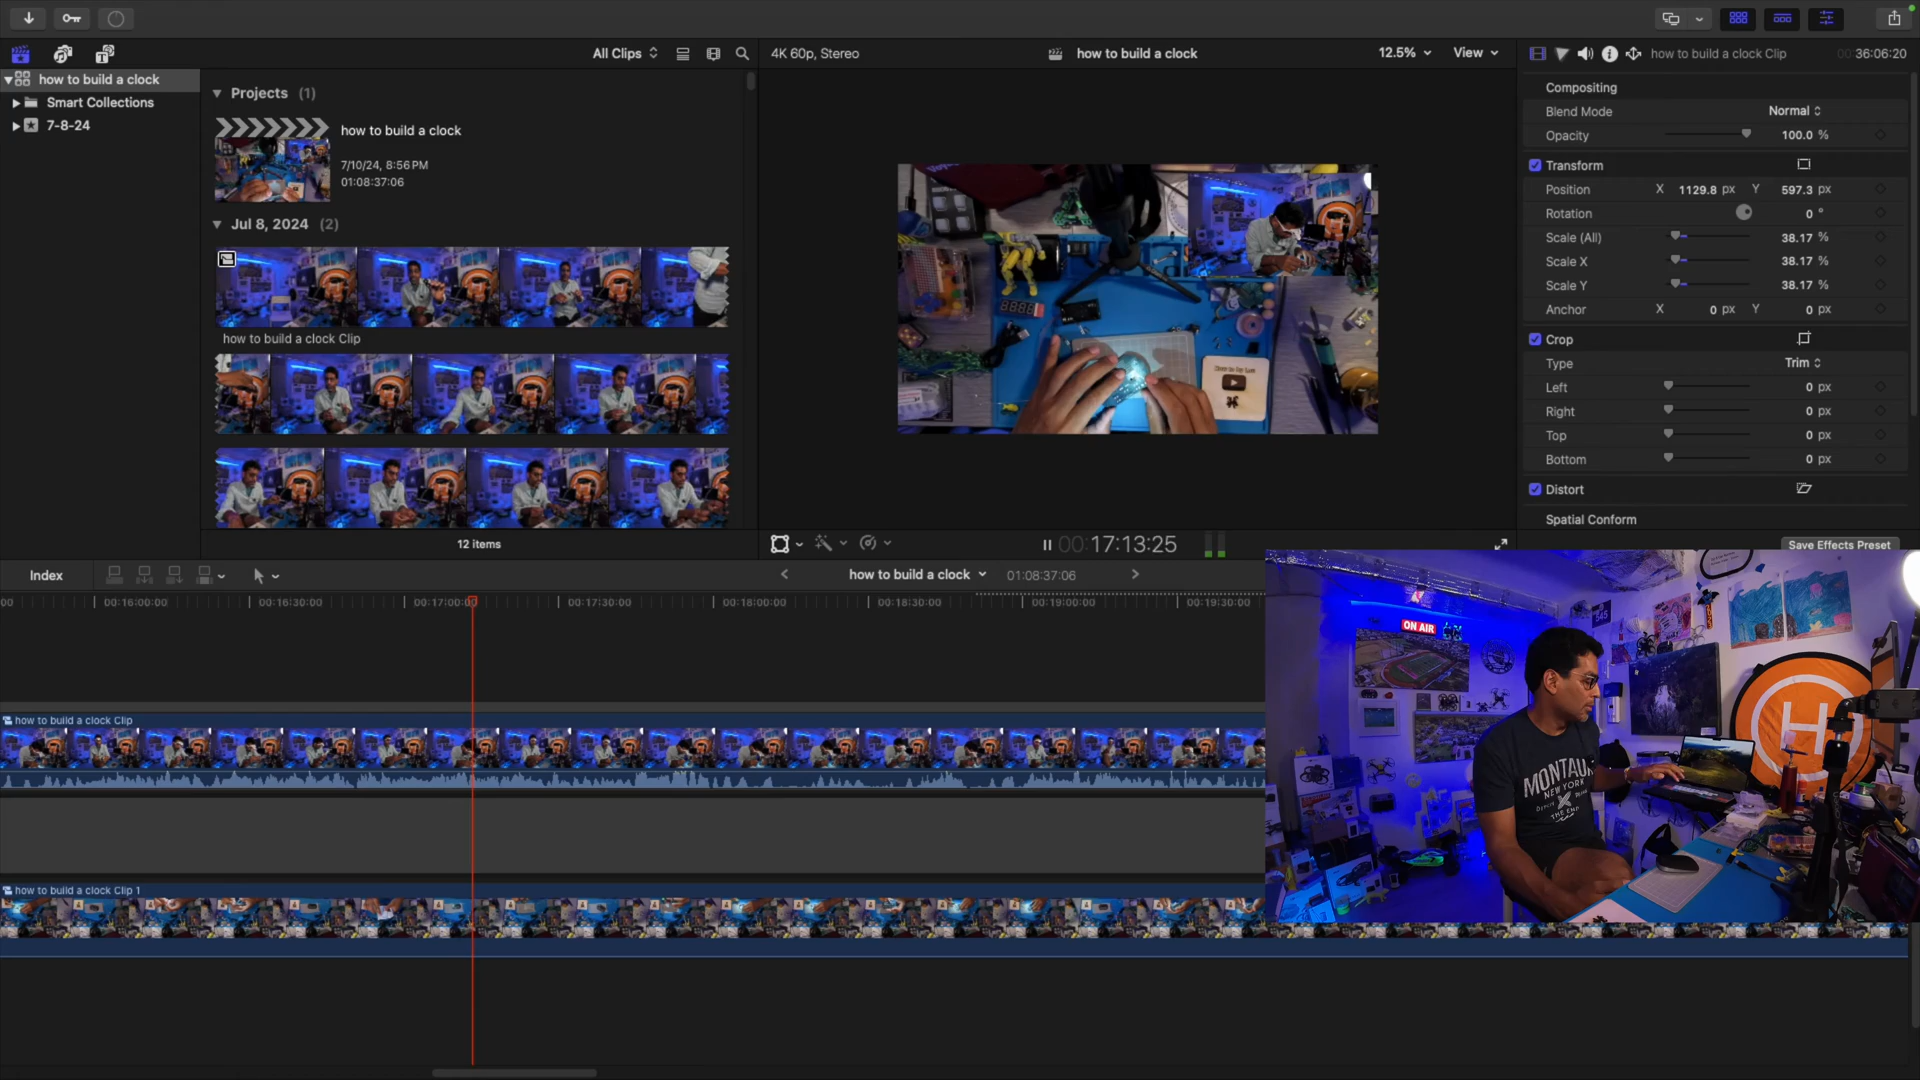 All Clips
4K 60p, Stereo
how to build a clock
12.5%
View
how to build a clock Clip
00:36:06:20
how to build a clock
Smart Collections
7-8-24
Projects (1)
how to build a clock
7/10/24, 8:56 PM
01:08:37:06
Jul 8, 2024 (2)
how to build a clock Clip
12 items
Compositing
Blend Mode Normal
Opacity 100.0 %
Transform
Position X 1129.8 px Y 597.3 px
Rotation 0 °
Scale (All) 38.17 %
Scale X 38.17 %
Scale Y 38.17 %
Anchor X 0 px Y 0 px
Crop
Type Trim
Left 0 px
Right 0 px
Top 0 px
Bottom 0 px
Distort
Spatial Conform
Save Effects Preset
00:17:13:25
Index
how to build a clock
01:08:37:06
00 00:16:00:00 00:16:30:00 00:17:00:00 00:17:30:00 00:18:00:00 00:18:30:00 00:19:00:00 00:19:30:00
how to build a clock Clip
how to build a clock Clip 1
ON AIR
545
H
MONTAUK
NEW YORK
THE END